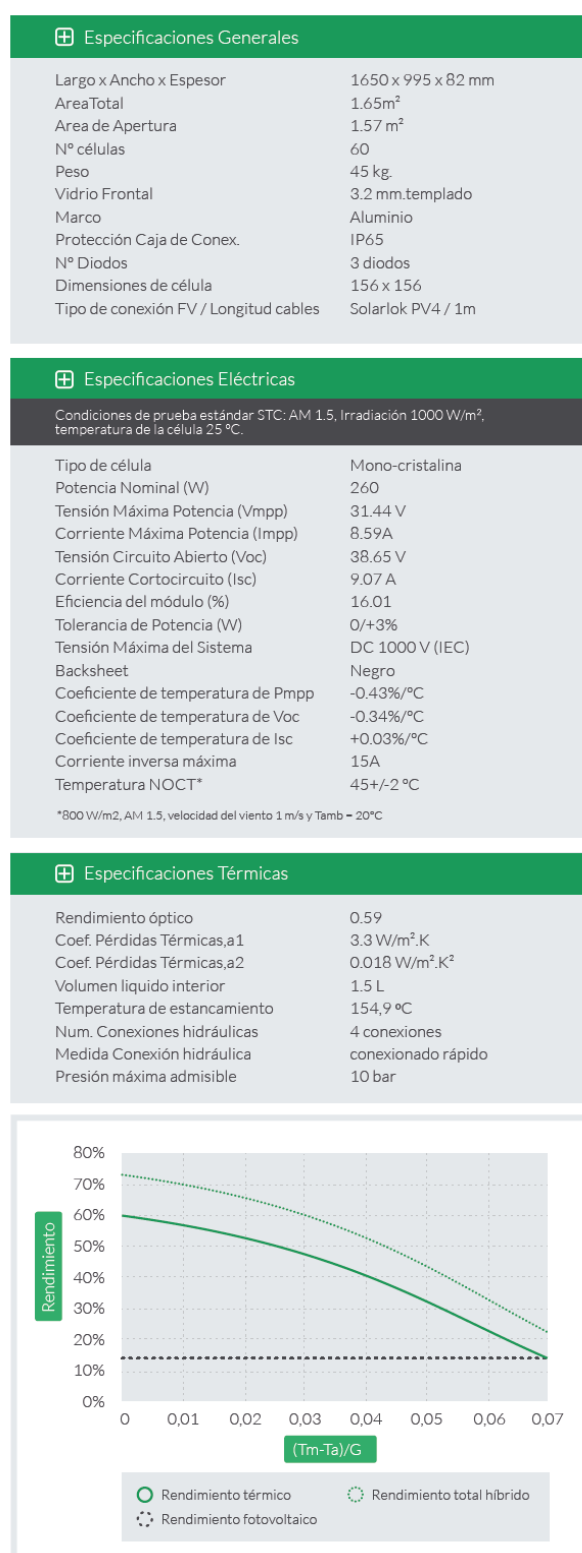 Especificaciones Generales
Largo x Ancho x Espesor 1650 x 995 x 82 mm
AreaTotal 1.65m²
Area de Apertura 1.57 m²
Nº células 60
Peso 45 kg.
Vidrio Frontal 3.2 mm.templado
Marco Aluminio
Protección Caja de Conex. IP65
Nº Diodos 3 diodos
Dimensiones de célula 156 x 156
Tipo de conexión FV / Longitud cables Solarlok PV4 / 1m
Especificaciones Eléctricas
Condiciones de prueba estándar STC: AM 1.5, Irradiación 1000 W/m²,
temperatura de la célula 25 ºC.
Tipo de célula Mono-cristalina
Potencia Nominal (W) 260
Tensión Máxima Potencia (Vmpp) 31.44 V
Corriente Máxima Potencia (Impp) 8.59A
Tensión Circuito Abierto (Voc) 38.65 V
Corriente Cortocircuito (Isc) 9.07 A
Eficiencia del módulo (%) 16.01
Tolerancia de Potencia (W) 0/+3%
Tensión Máxima del Sistema DC 1000 V (IEC)
Backsheet Negro
Coeficiente de temperatura de Pmpp -0.43%/ºC
Coeficiente de temperatura de Voc -0.34%/ºC
Coeficiente de temperatura de Isc +0.03%/ºC
Corriente inversa máxima 15A
Temperatura NOCT* 45+/-2 ºC
*800 W/m2, AM 1.5, velocidad del viento 1 m/s y Tamb = 20ºC
Especificaciones Térmicas
Rendimiento óptico 0.59
Coef. Pérdidas Térmicas,a1 3.3 W/m².K
Coef. Pérdidas Térmicas,a2 0.018 W/m².K²
Volumen liquido interior 1.5 L
Temperatura de estancamiento 154,9 ºC
Num. Conexiones hidráulicas 4 conexiones
Medida Conexión hidráulica conexionado rápido
Presión máxima admisible 10 bar
80%
70%
60%
50%
40%
30%
20%
10%
0%
Rendimiento
0 0,01 0,02 0,03 0,04 0,05 0,06 0,07
(Tm-Ta)/G
Rendimiento térmico Rendimiento total híbrido
Rendimiento fotovoltaico